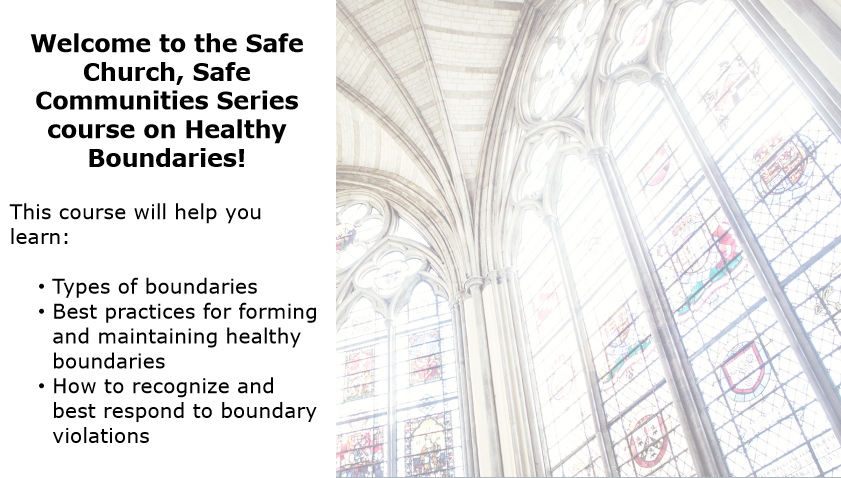 Welcome to the Safe
Church, Safe
Communities Series
course on Healthy
Boundaries!
This course will help you
learn:
• Types of boundaries
• Best practices for forming
and maintaining healthy
boundaries
• How to recognize and
best respond to boundary
violations